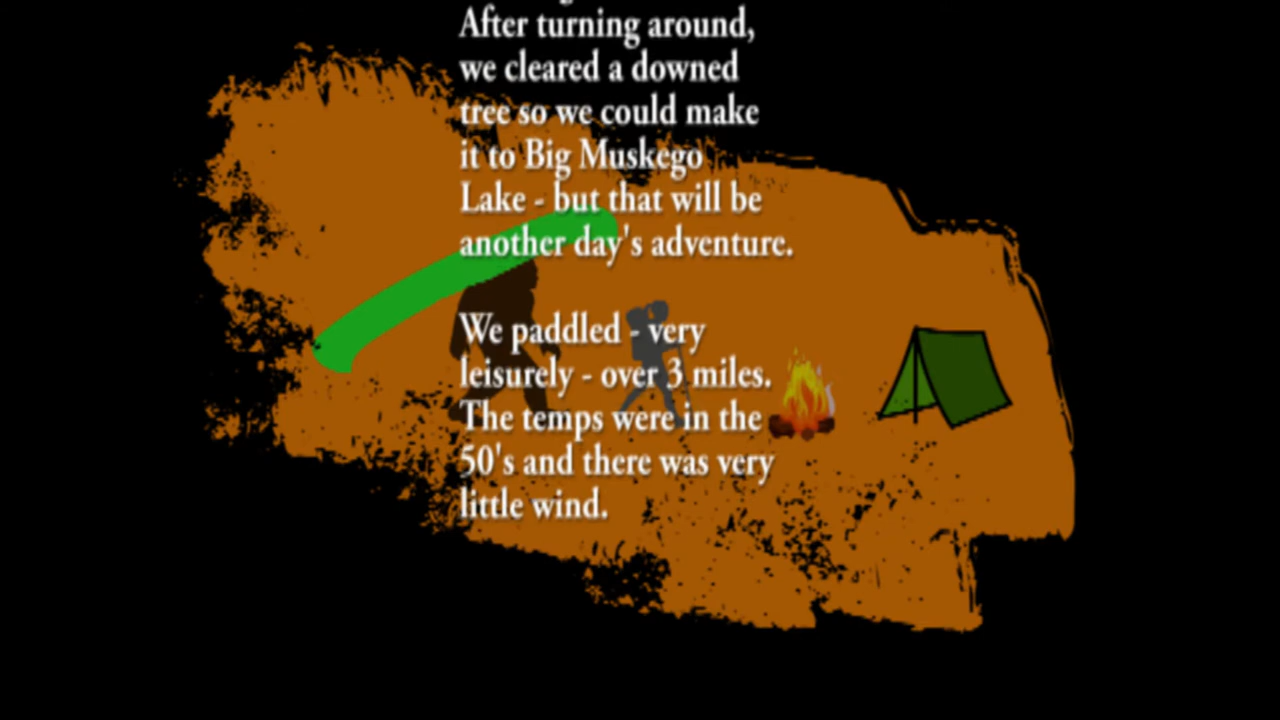 After turning around,
we cleared a downed
tree so we could make
it to Big Muskego
Lake - but that will be
another day's adventure.
We paddled - very
leisurely - over 3 miles.
The temps were in the
50's and there was very
little wind.